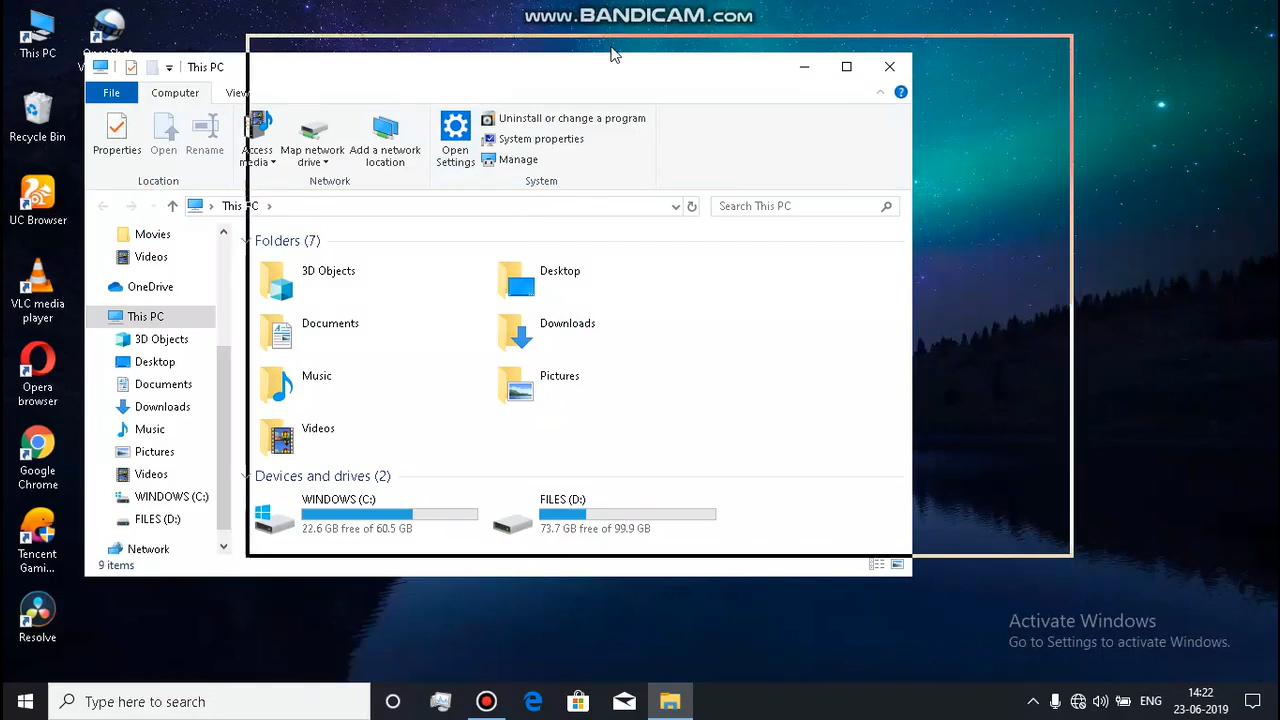 www.BANDICAM.com
This PC
Recycle Bin
UC Browser
VLC media
player
Opera
browser
Google
Chrome
Tencent
Gami...
Resolve
This PC
File
Computer
Properties
Open
Rename
Location
Access
media
Map network
drive
Add a network
location
Network
Open
Settings
Uninstall or change a program
System properties
Manage
System
This PC
Search This PC
Movies
Videos
OneDrive
This PC
3D Objects
Desktop
Documents
Downloads
Music
Pictures
Videos
WINDOWS (C:)
FILES (D:)
Network
Folders (7)
3D Objects
Desktop
Documents
Downloads
Music
Pictures
Videos
Devices and drives (2)
WINDOWS (C:)
22.6 GB free of 60.5 GB
FILES (D:)
73.7 GB free of 99.9 GB
9 items
Activate Windows
Go to Settings to activate Windows.
Type here to search
ENG
14:22
23-06-2019